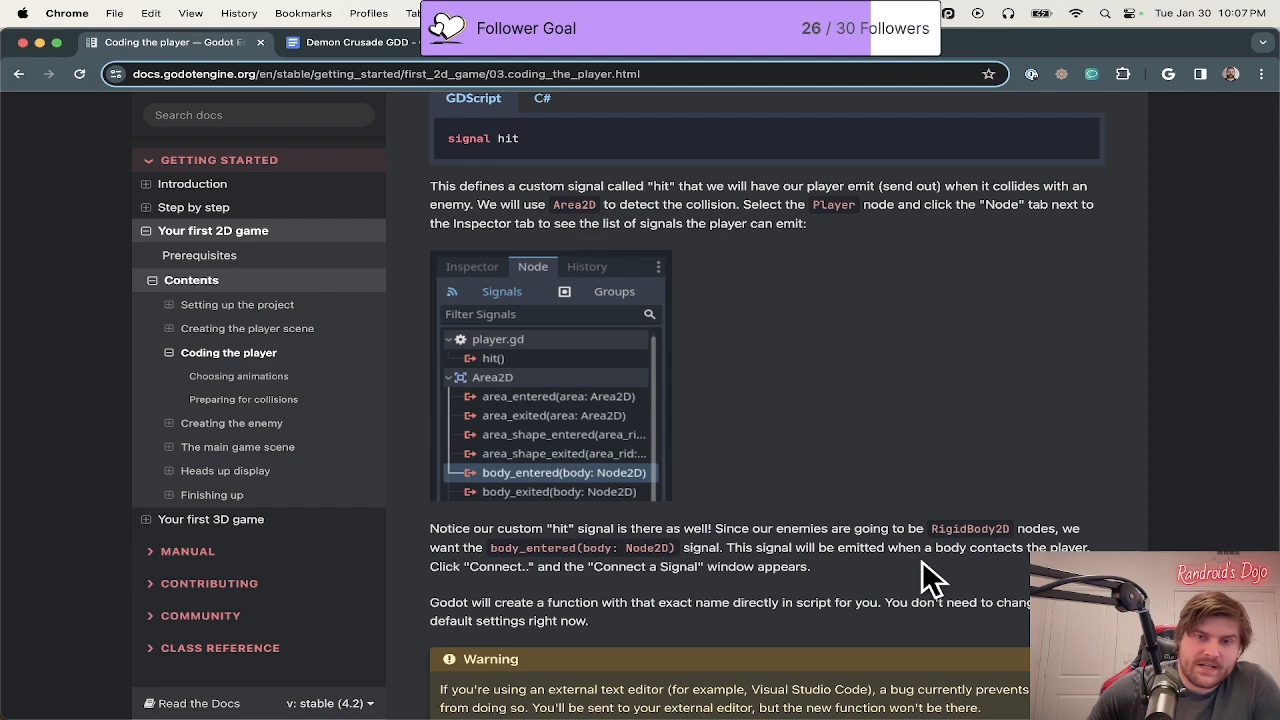 Tue Jan 30 10:07 PM
Follower Goal
26 / 30 Followers
Coding the player — Godot E
Demon Crusade GDD -
docs.godotengine.org/en/stable/getting_started/first_2d_game/03.coding_the_player.html
Search docs
GETTING STARTED
Introduction
Step by step
Your first 2D game
Prerequisites
Contents
Setting up the project
Creating the player scene
Coding the player
Choosing animations
Preparing for collisions
Creating the enemy
The main game scene
Heads up display
Finishing up
Your first 3D game
MANUAL
CONTRIBUTING
COMMUNITY
CLASS REFERENCE
Read the Docs
v: stable (4.2)
GDScript C#
signal hit
This defines a custom signal called "hit" that we will have our player emit (send out) when it collides with an
enemy. We will use Area2D to detect the collision. Select the Player node and click the "Node" tab next to
the Inspector tab to see the list of signals the player can emit:
Inspector Node History
Signals Groups
Filter Signals
player.gd
hit()
Area2D
area_entered(area: Area2D)
area_exited(area: Area2D)
area_shape_entered(area_ri...
area_shape_exited(area_rid:...
body_entered(body: Node2D)
body_exited(body: Node2D)
Notice our custom "hit" signal is there as well! Since our enemies are going to be RigidBody2D nodes, we
want the body_entered(body: Node2D) signal. This signal will be emitted when a body contacts the player.
Click "Connect.." and the "Connect a Signal" window appears.
Godot will create a function with that exact name directly in script for you. You don't need to chang
default settings right now.
Warning
If you're using an external text editor (for example, Visual Studio Code), a bug currently prevents
from doing so. You'll be sent to your external editor, but the new function won't be there.
Randroid's Dojo